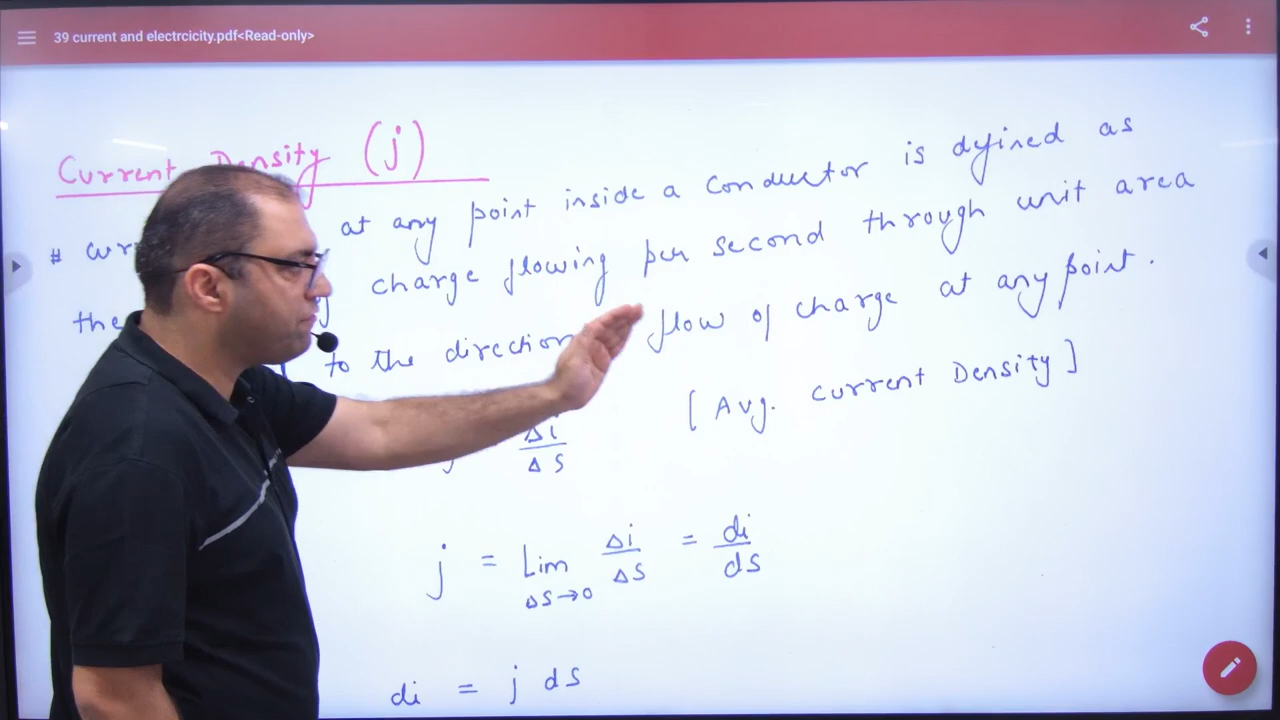 39 current and electrcicity.pdf<Read-only>
Current Density (j)
# at any point inside a conductor is defined as
the charge flowing per second through unit area
to the direction flow of charge at any point.
Δi/ΔS [Avg. Current Density]
j = Lim ΔS→0 Δi/ΔS = di/ds
di = j ds